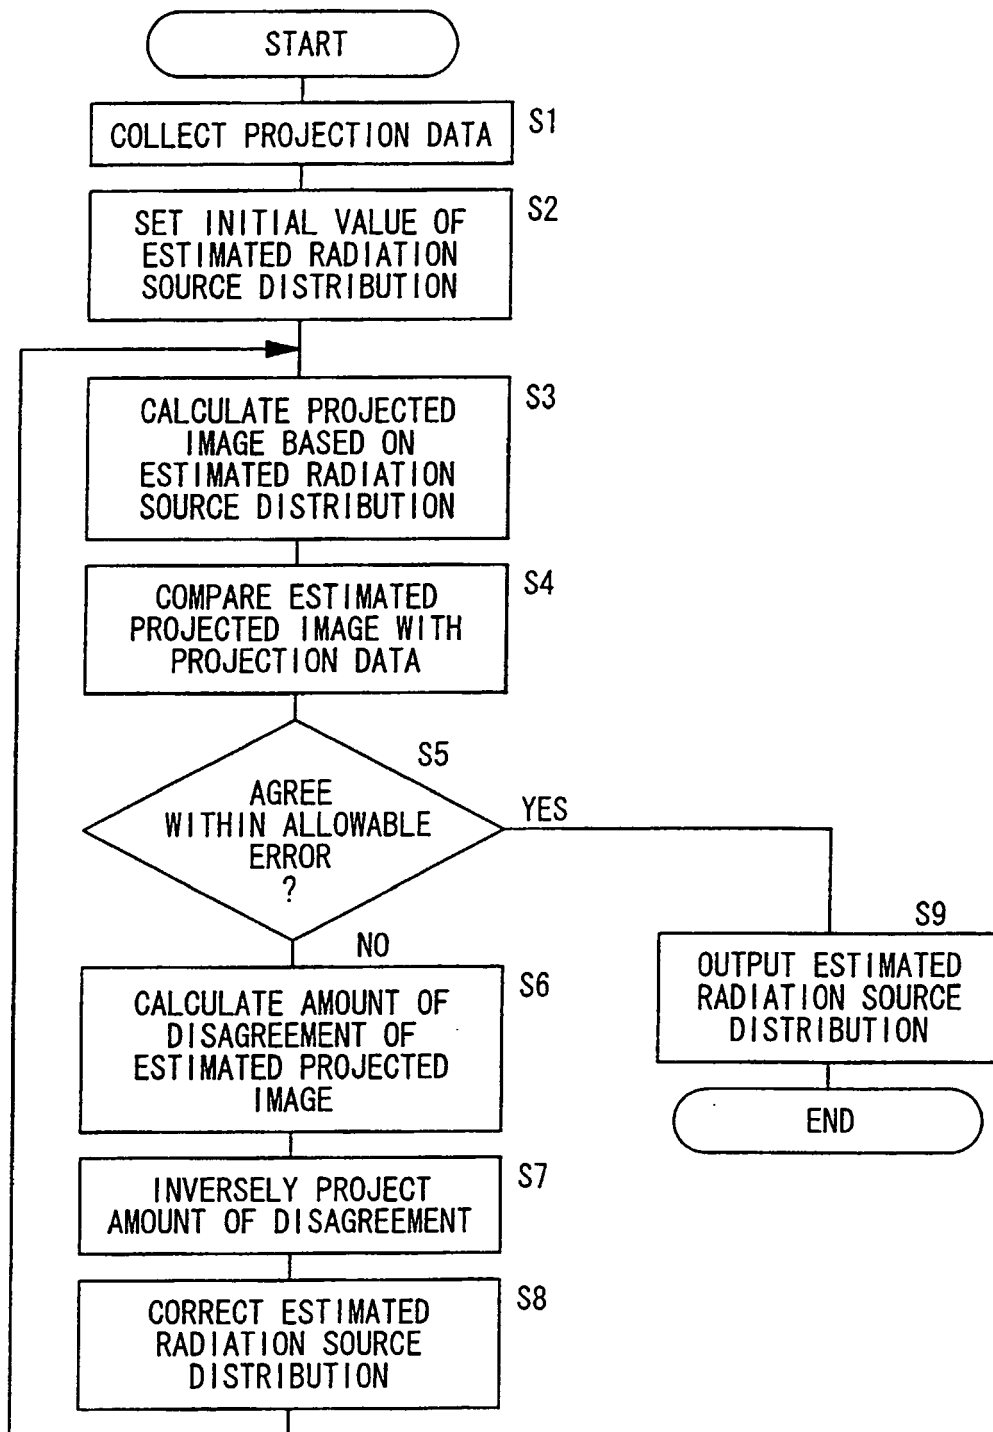 START
COLLECT PROJECTION DATA
S1
SET INITIAL VALUE OF
ESTIMATED RADIATION
SOURCE DISTRIBUTION
S2
CALCULATE PROJECTED
IMAGE BASED ON
ESTIMATED RADIATION
SOURCE DISTRIBUTION
S3
COMPARE ESTIMATED
PROJECTED IMAGE WITH
PROJECTION DATA
S4
AGREE
WITHIN ALLOWABLE
ERROR
?
S5
YES
NO
CALCULATE AMOUNT OF
DISAGREEMENT OF
ESTIMATED PROJECTED
IMAGE
S6
INVERSELY PROJECT
AMOUNT OF DISAGREEMENT
S7
CORRECT ESTIMATED
RADIATION SOURCE
DISTRIBUTION
S8
S9
OUTPUT ESTIMATED
RADIATION SOURCE
DISTRIBUTION
END